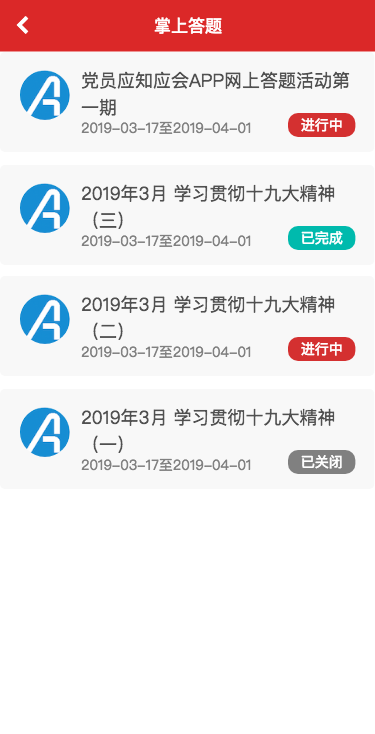 掌上答题
党员应知应会APP网上答题活动第
一期
2019-03-17至2019-04-01
进行中
2019年3月 学习贯彻十九大精神
（三）
2019-03-17至2019-04-01
已完成
2019年3月 学习贯彻十九大精神
（二）
2019-03-17至2019-04-01
进行中
2019年3月 学习贯彻十九大精神
（一）
2019-03-17至2019-04-01
已关闭